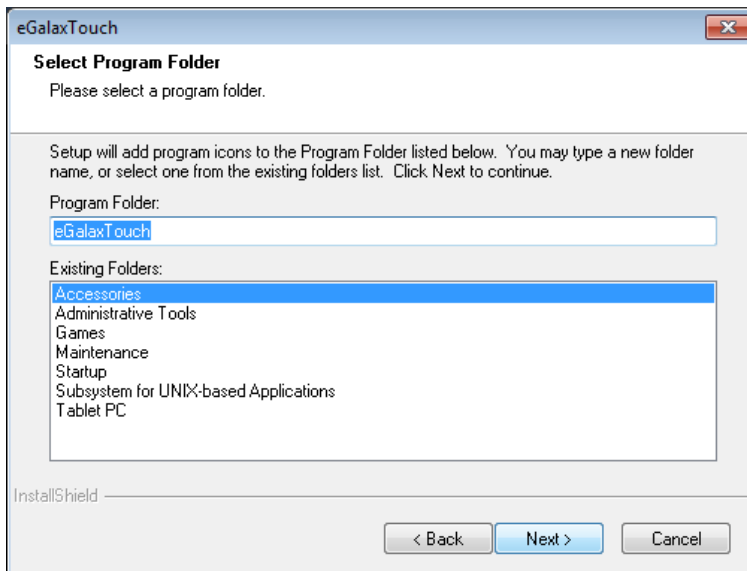 eGalaxTouch
Select Program Folder
Please select a program folder.
Setup will add program icons to the Program Folder listed below.  You may type a new folder
name, or select one from the existing folders list.  Click Next to continue.
Program Folder:
eGalaxTouch
Existing Folders:
Accessories
Administrative Tools
Games
Maintenance
Startup
Subsystem for UNIX-based Applications
Tablet PC
InstallShield
< Back Next > Cancel